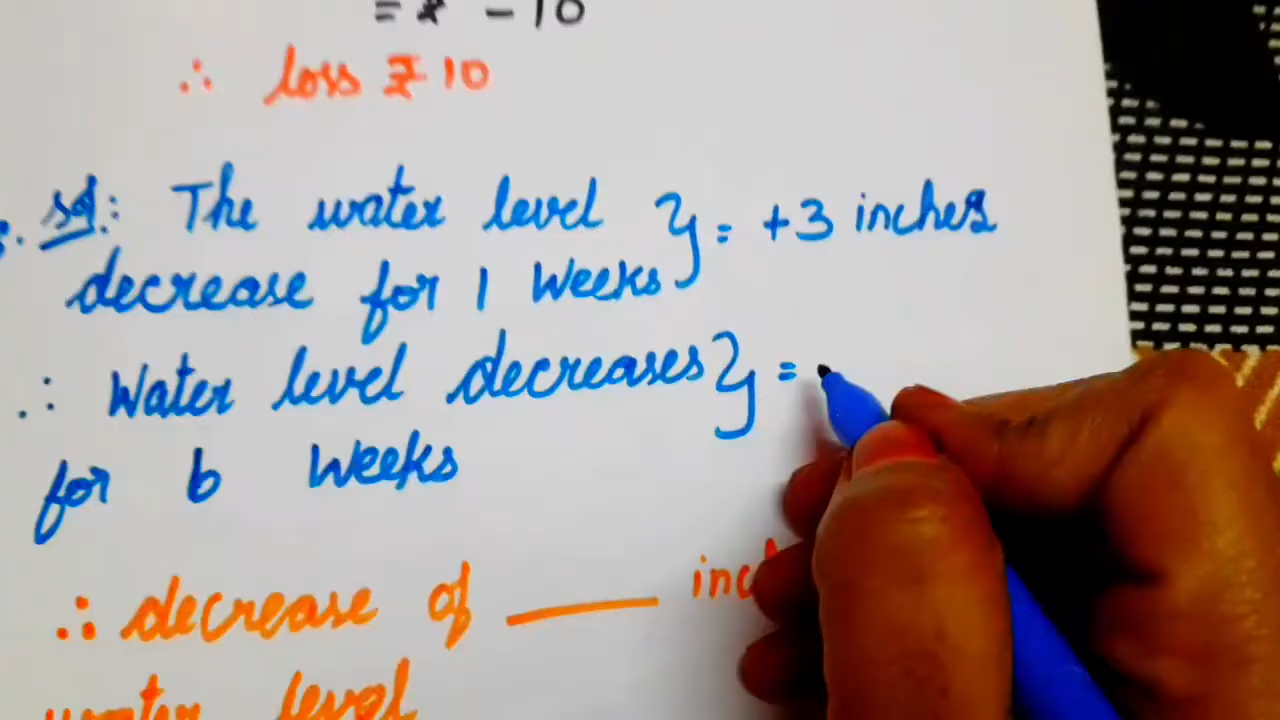 = ₹ - 10
∴ loss ₹ 10
Sol: The water level } = +3 inches
decrease for 1 Weeks
∴ Water level decreases } =
for 6 Weeks
∴ decrease of ____
water level